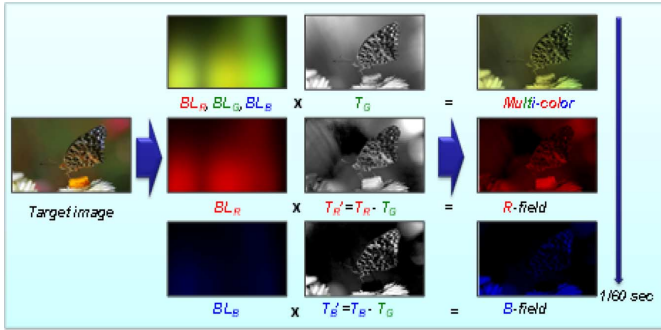 BL_R, BL_G, BL_B x T_G = Multi-color
Target image
BL_R x T_R'=T_R - T_G = R-field
1/60 sec
BL_B x T_B'=T_B - T_G = B-field